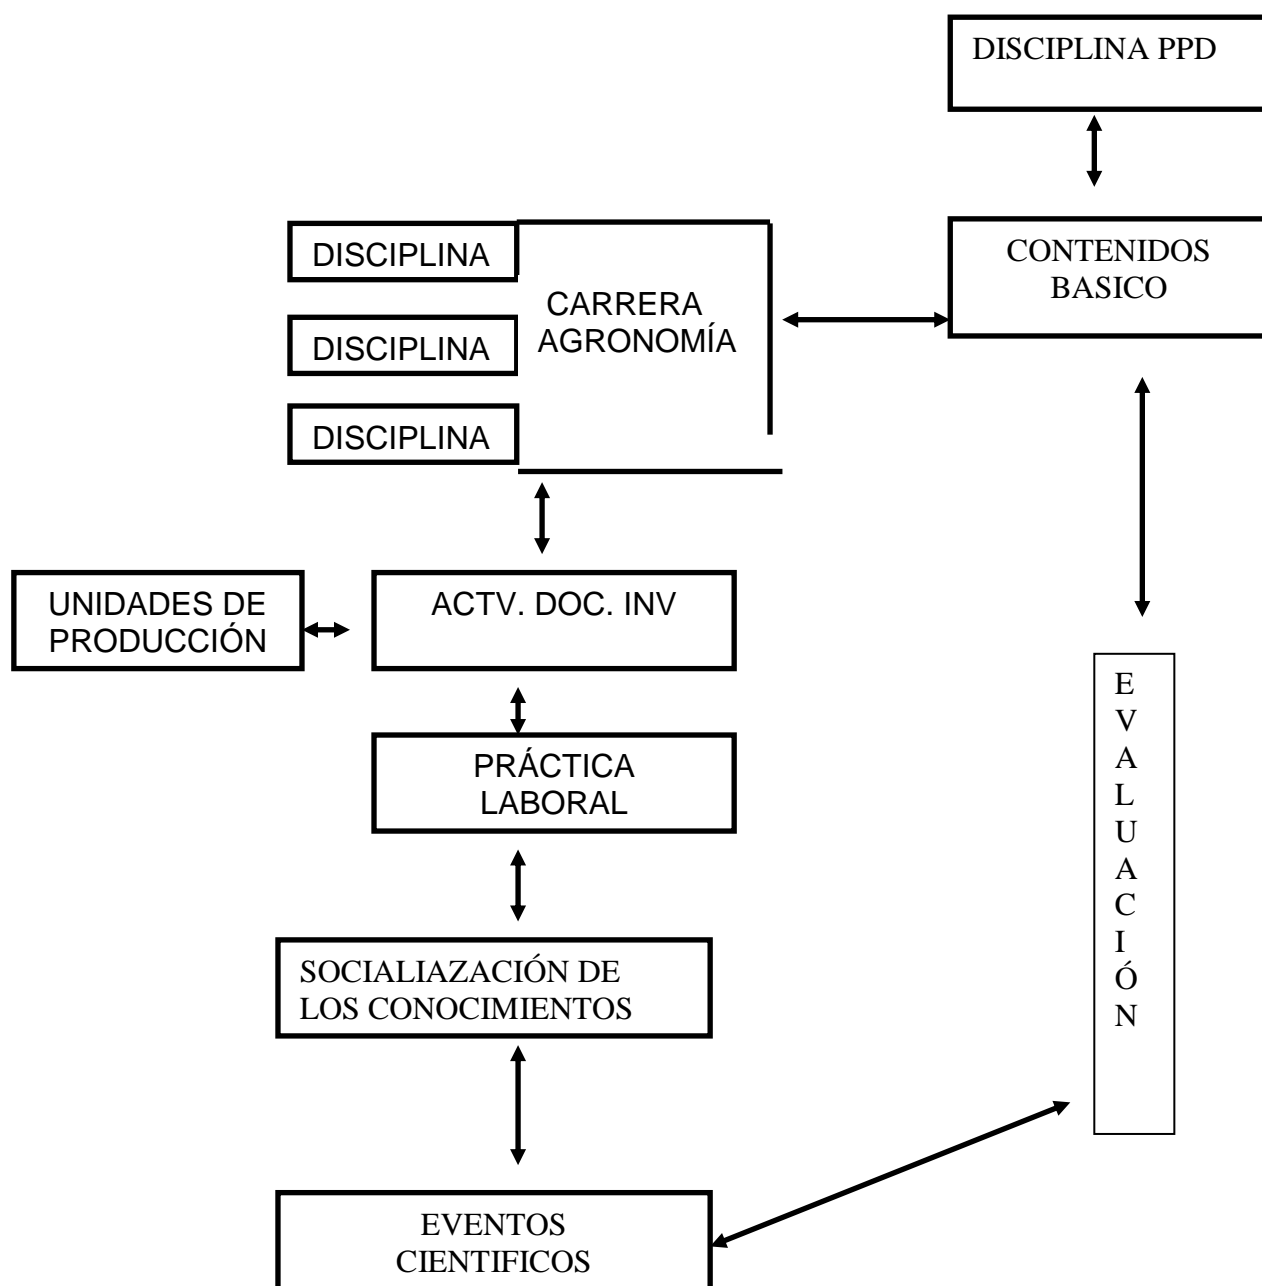 DISCIPLINA PPD
CONTENIDOS
BASICO
DISCIPLINA
CARRERA
AGRONOMÍA
DISCIPLINA
DISCIPLINA
UNIDADES DE
PRODUCCIÓN
ACTV. DOC. INV
PRÁCTICA
LABORAL
E
V
A
L
U
A
C
I
Ó
N
SOCIALIAZACIÓN DE
LOS CONOCIMIENTOS
EVENTOS
CIENTIFICOS